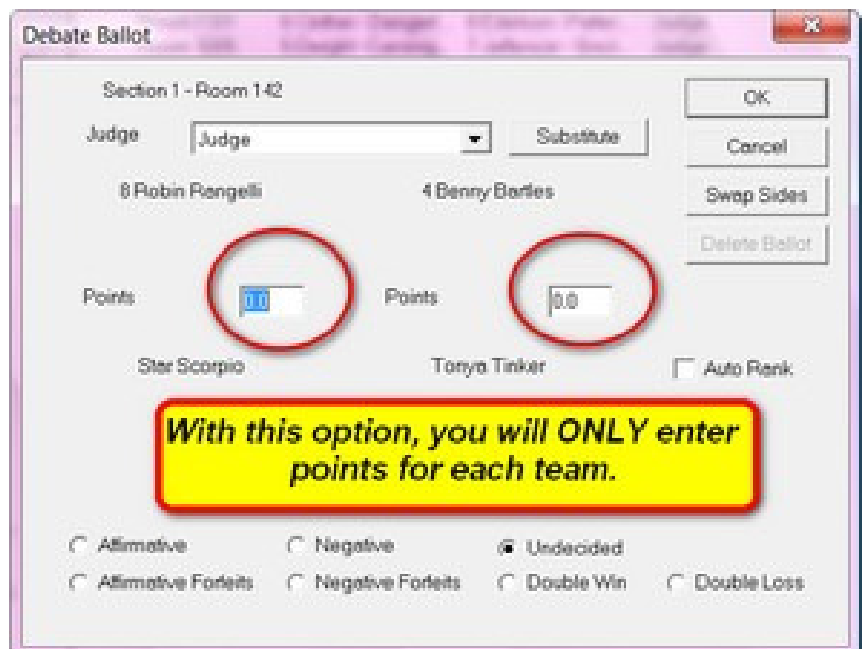 Debate Ballot
Section 1 - Room 142
OK
Judge
Judge
Substitute
Cancel
8 Robin Rangelli
4 Benny Bartles
Swap Sides
Delete Ballot
Points
0.0
Points
0.0
Star Scorpio
Tonya Tinker
Auto Rank
With this option, you will ONLY enter
points for each team.
Affirmative
Negative
Undecided
Affirmative Forfeits
Negative Forfeits
Double Win
Double Loss